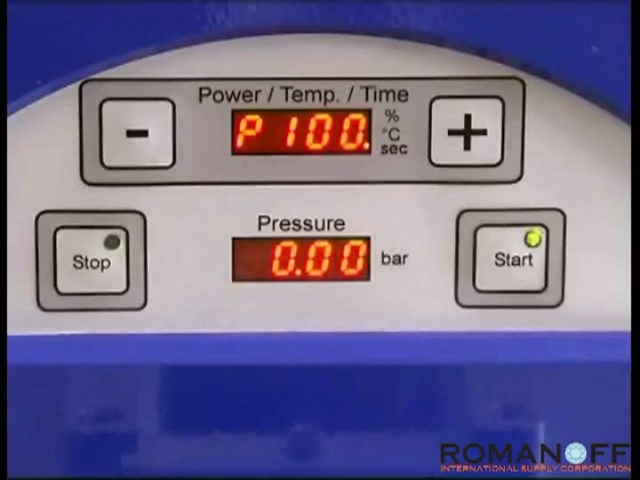 Power / Temp. / Time
-
P 100.
%
°C
sec
+
Stop
Pressure
0.00
bar
Start
ROMANOFF
INTERNATIONAL SUPPLY CORPORATION